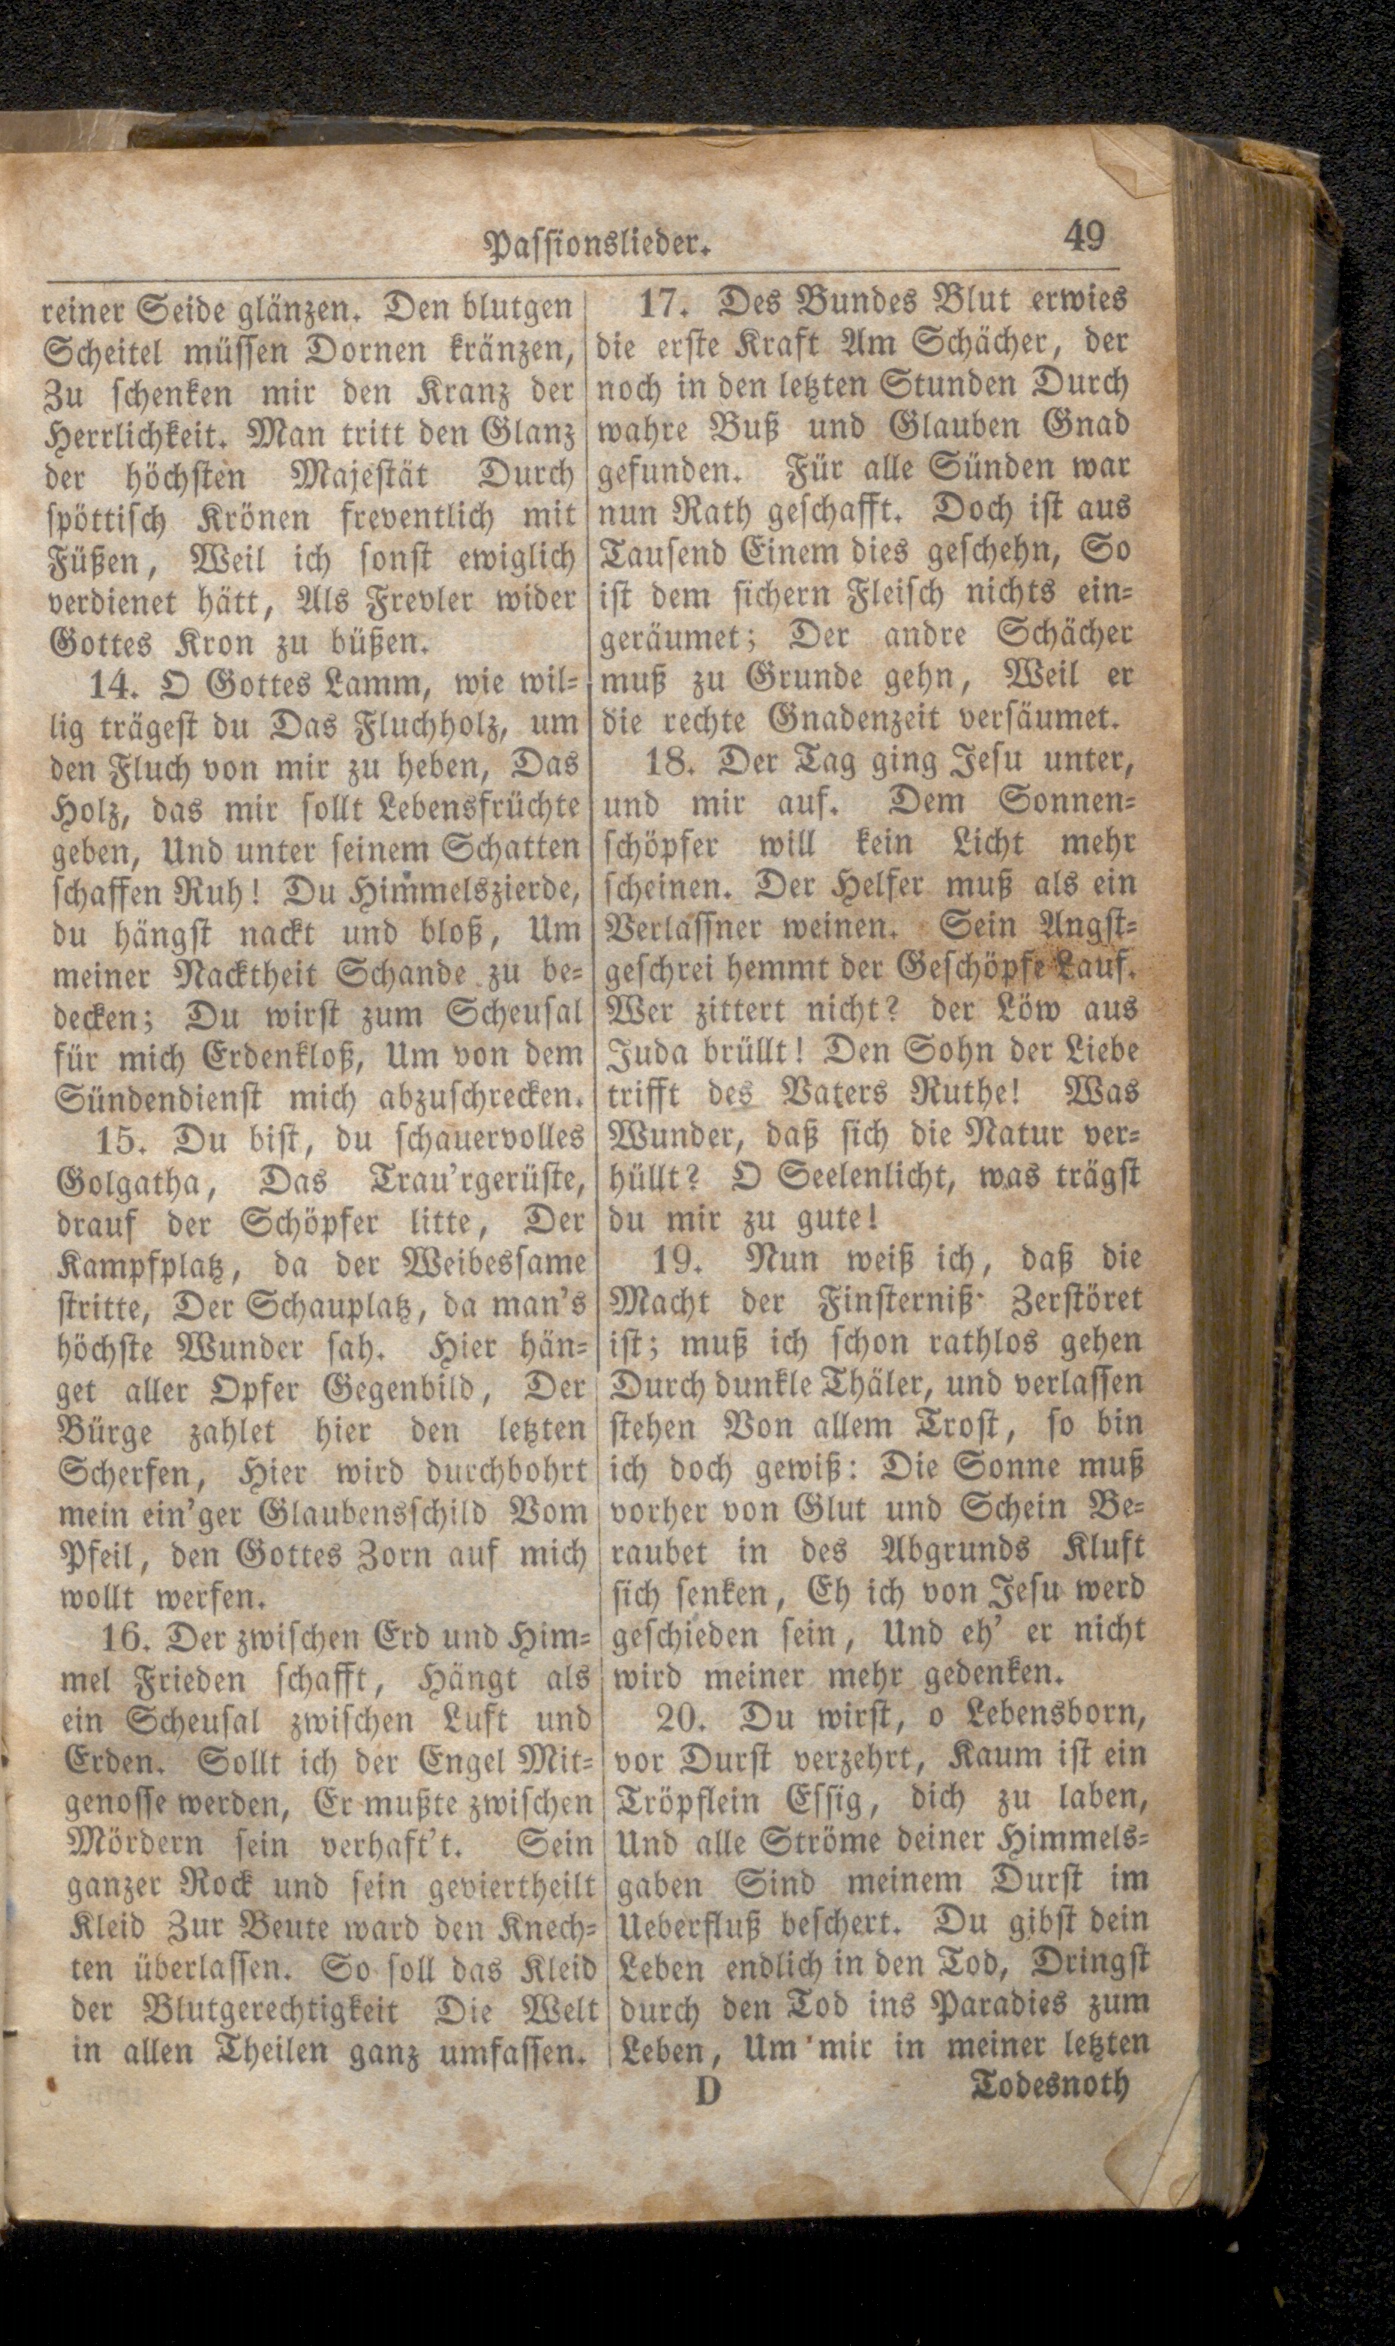 Passionslieder.
49
reiner Seide glänzen. Den blutgen
Scheitel müssen Dornen kränzen,
Zu schenken mir den Kranz der
Herrlichkeit. Man tritt den Glanz
der höchsten Majestät Durch
spöttisch Krönen freventlich mit
Füßen, Weil ich sonst ewiglich
verdienet hätt, Als Frevler wider
Gottes Kron zu büßen.
14. O Gottes Lamm, wie wil-
lig trägest du Das Fluchholz, um
den Fluch von mir zu heben, Das
Holz, das mir sollt Lebensfrüchte
geben, Und unter seinem Schatten
schaffen Ruh! Du Himmelszierde,
du hängst nackt und bloß, Um
meiner Nacktheit Schande zu be-
decken; Du wirst zum Scheusal
für mich Erdenkloß, Um von dem
Sündendienst mich abzuschrecken.
15. Du bist, du schauervolles
Golgatha, Das Trau'rgerüste,
drauf der Schöpfer litte, Der
Kampfplatz, da der Weibessame
stritte, Der Schauplatz, da man's
höchste Wunder sah. Hier hän-
get aller Opfer Gegenbild, Der
Bürge zahlet hier den letzten
Scherfen, Hier wird durchbohrt
mein ein'ger Glaubensschild Vom
Pfeil, den Gottes Zorn auf mich
wollt werfen.
16. Der zwischen Erd und Him-
mel Frieden schafft, Hängt als
ein Scheusal zwischen Luft und
Erden. Sollt ich der Engel Mit-
genosse werden, Er mußte zwischen
Mördern sein verhaft't. Sein
ganzer Rock und sein geviertheilt
Kleid Zur Beute ward den Knech-
ten überlassen. So soll das Kleid
der Blutgerechtigkeit Die Welt
in allen Theilen ganz umfassen.
17. Des Bundes Blut erwies
die erste Kraft Am Schächer, der
noch in den letzten Stunden Durch
wahre Buß und Glauben Gnad
gefunden. Für alle Sünden war
nun Rath geschafft. Doch ist aus
Tausend Einem dies geschehn, So
ist dem sichern Fleisch nichts ein-
geräumet; Der andre Schächer
muß zu Grunde gehn, Weil er
die rechte Gnadenzeit versäumet.
18. Der Tag ging Jesu unter,
und mir auf. Dem Sonnen-
schöpfer will kein Licht mehr
scheinen. Der Helfer muß als ein
Verlassner weinen. Sein Angst-
geschrei hemmt der Geschöpfe Lauf.
Wer zittert nicht? der Löw aus
Juda brüllt! Den Sohn der Liebe
trifft des Vaters Ruthe! Was
Wunder, daß sich die Natur ver-
hüllt? O Seelenlicht, was trägst
du mir zu gute!
19. Nun weiß ich, daß die
Macht der Finsterniß Zerstöret
ist; muß ich schon rathlos gehen
Durch dunkle Thäler, und verlassen
stehen Von allem Trost, so bin
ich doch gewiß: Die Sonne muß
vorher von Glut und Schein Be-
raubet in des Abgrunds Kluft
sich senken, Eh ich von Jesu werd
geschieden sein, Und eh' er nicht
wird meiner mehr gedenken.
20. Du wirst, o Lebensborn,
vor Durst verzehrt, Kaum ist ein
Tröpflein Essig, dich zu laben,
Und alle Ströme deiner Himmels-
gaben Sind meinem Durst im
Ueberfluß beschert. Du gibst dein
Leben endlich in den Tod, Dringst
durch den Tod ins Paradies zum
Leben, Um mir in meiner letzten
D
Todesnoth